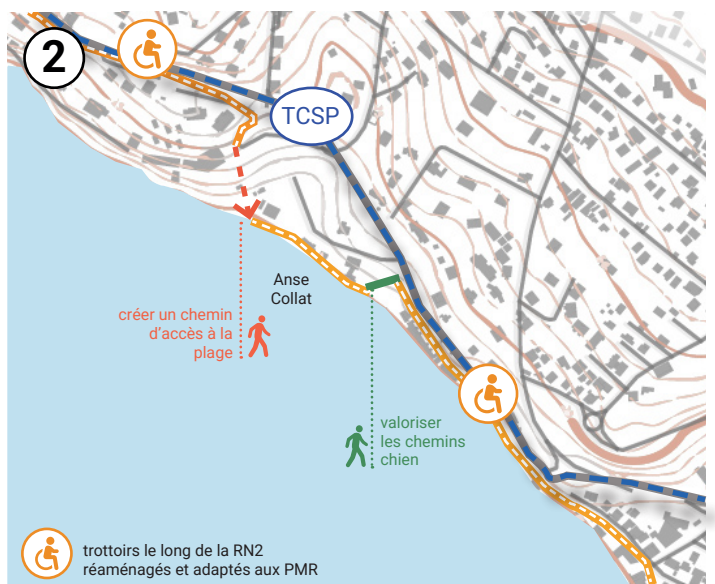 2
TCSP
Anse
Collat
créer un chemin
d'accès à la
plage
valoriser
les chemins
chien
trottoirs le long de la RN2
réaménagés et adaptés aux PMR